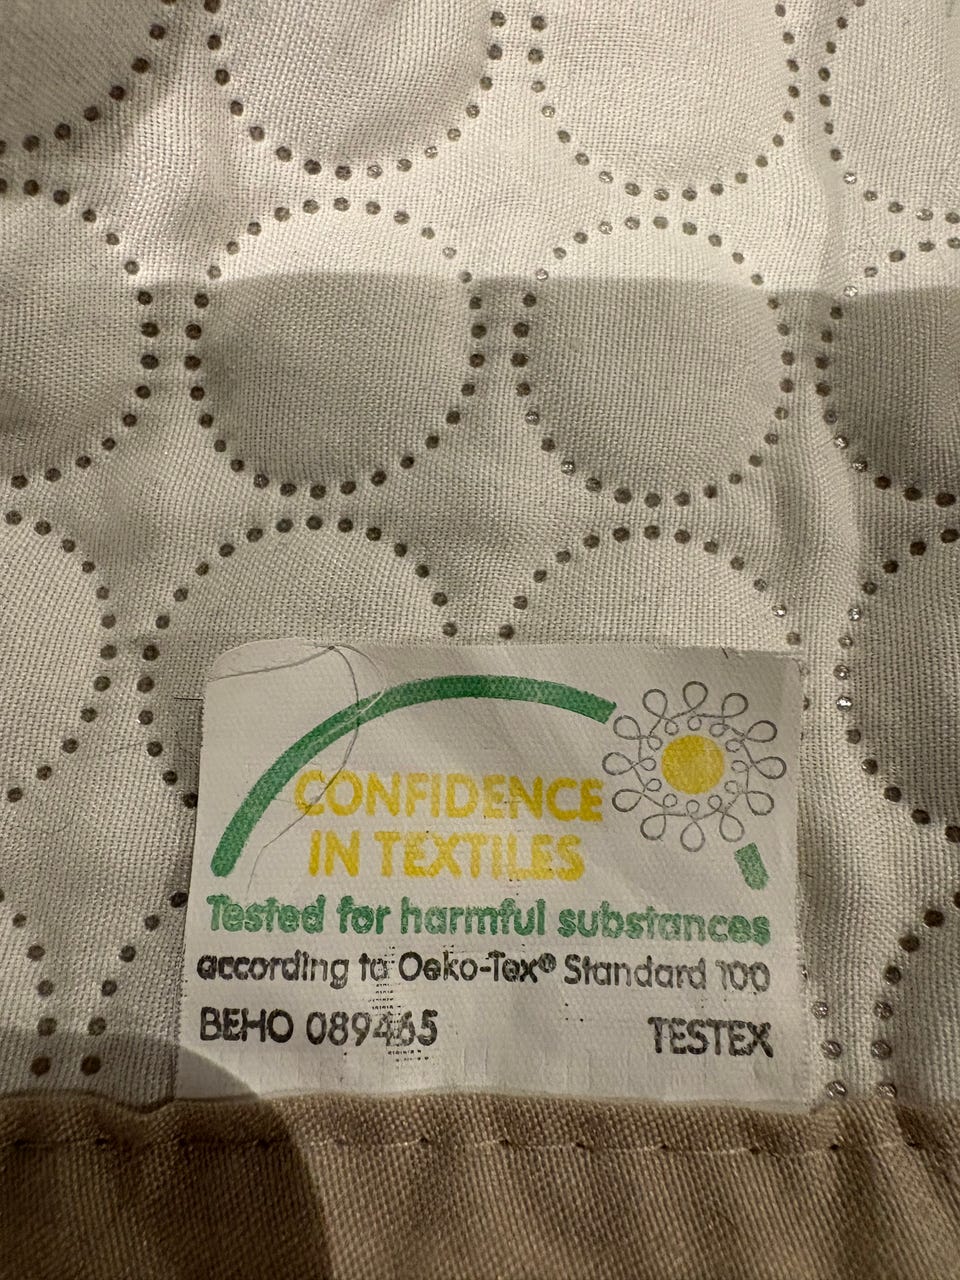 CONFIDENCE
IN TEXTILES
Tested for harmful substances
according to Oeko-Tex® Standard 100
BEHO 089465 TESTEX